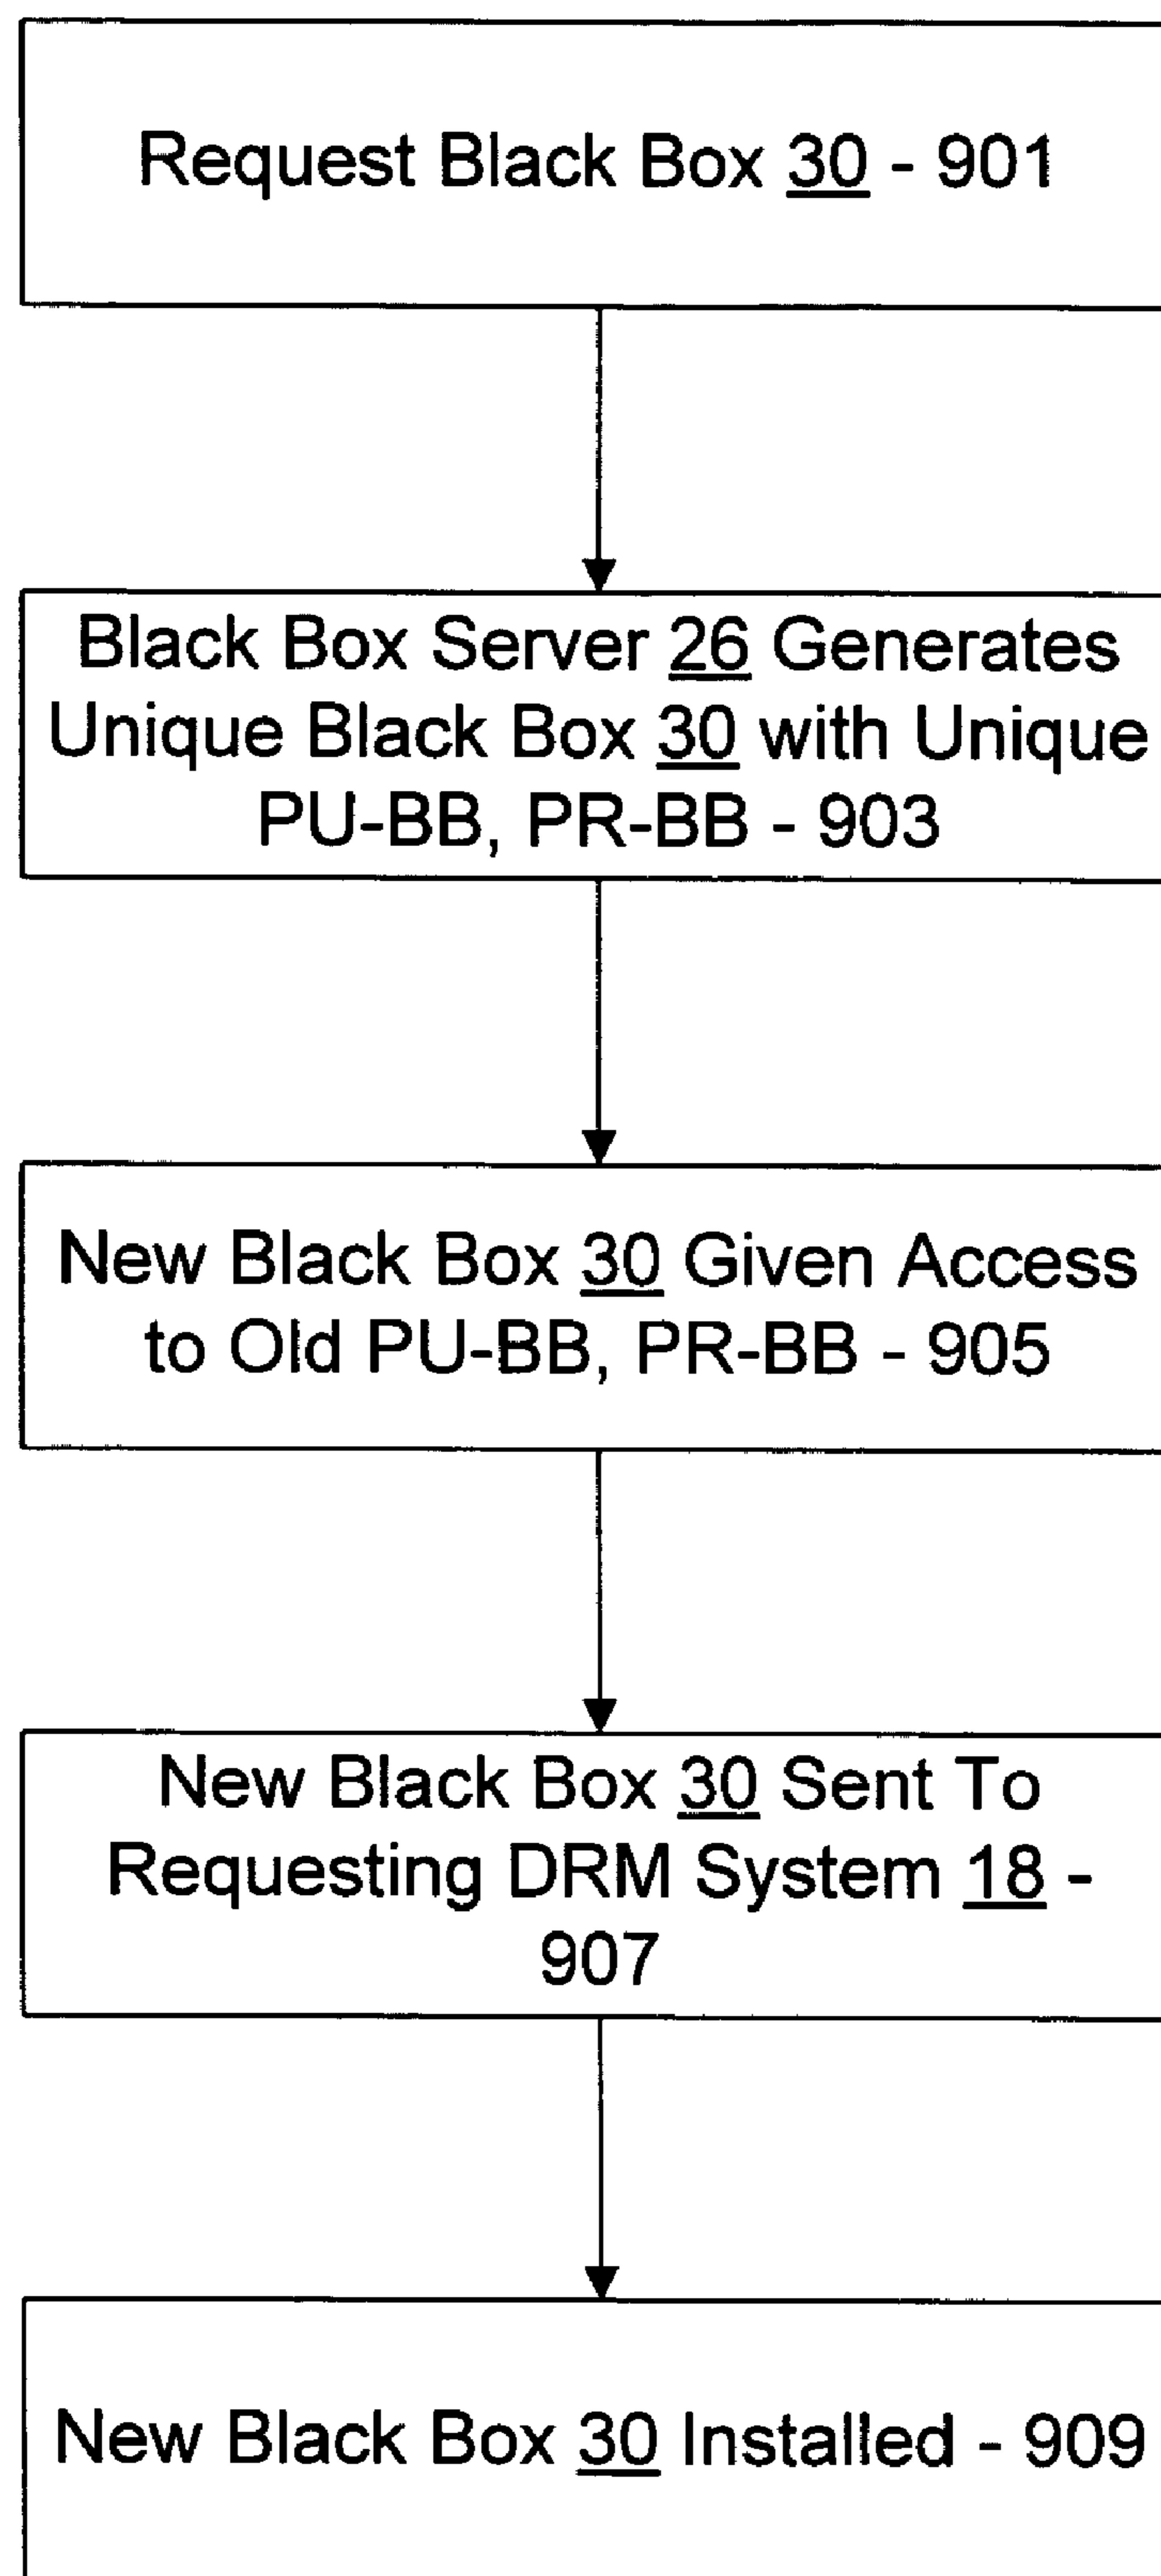 Request Black Box 30 - 901
Black Box Server 26 Generates
Unique Black Box 30 with Unique
PU-BB, PR-BB - 903
New Black Box 30 Given Access
to Old PU-BB, PR-BB - 905
New Black Box 30 Sent To
Requesting DRM System 18 -
907
New Black Box 30 Installed - 909